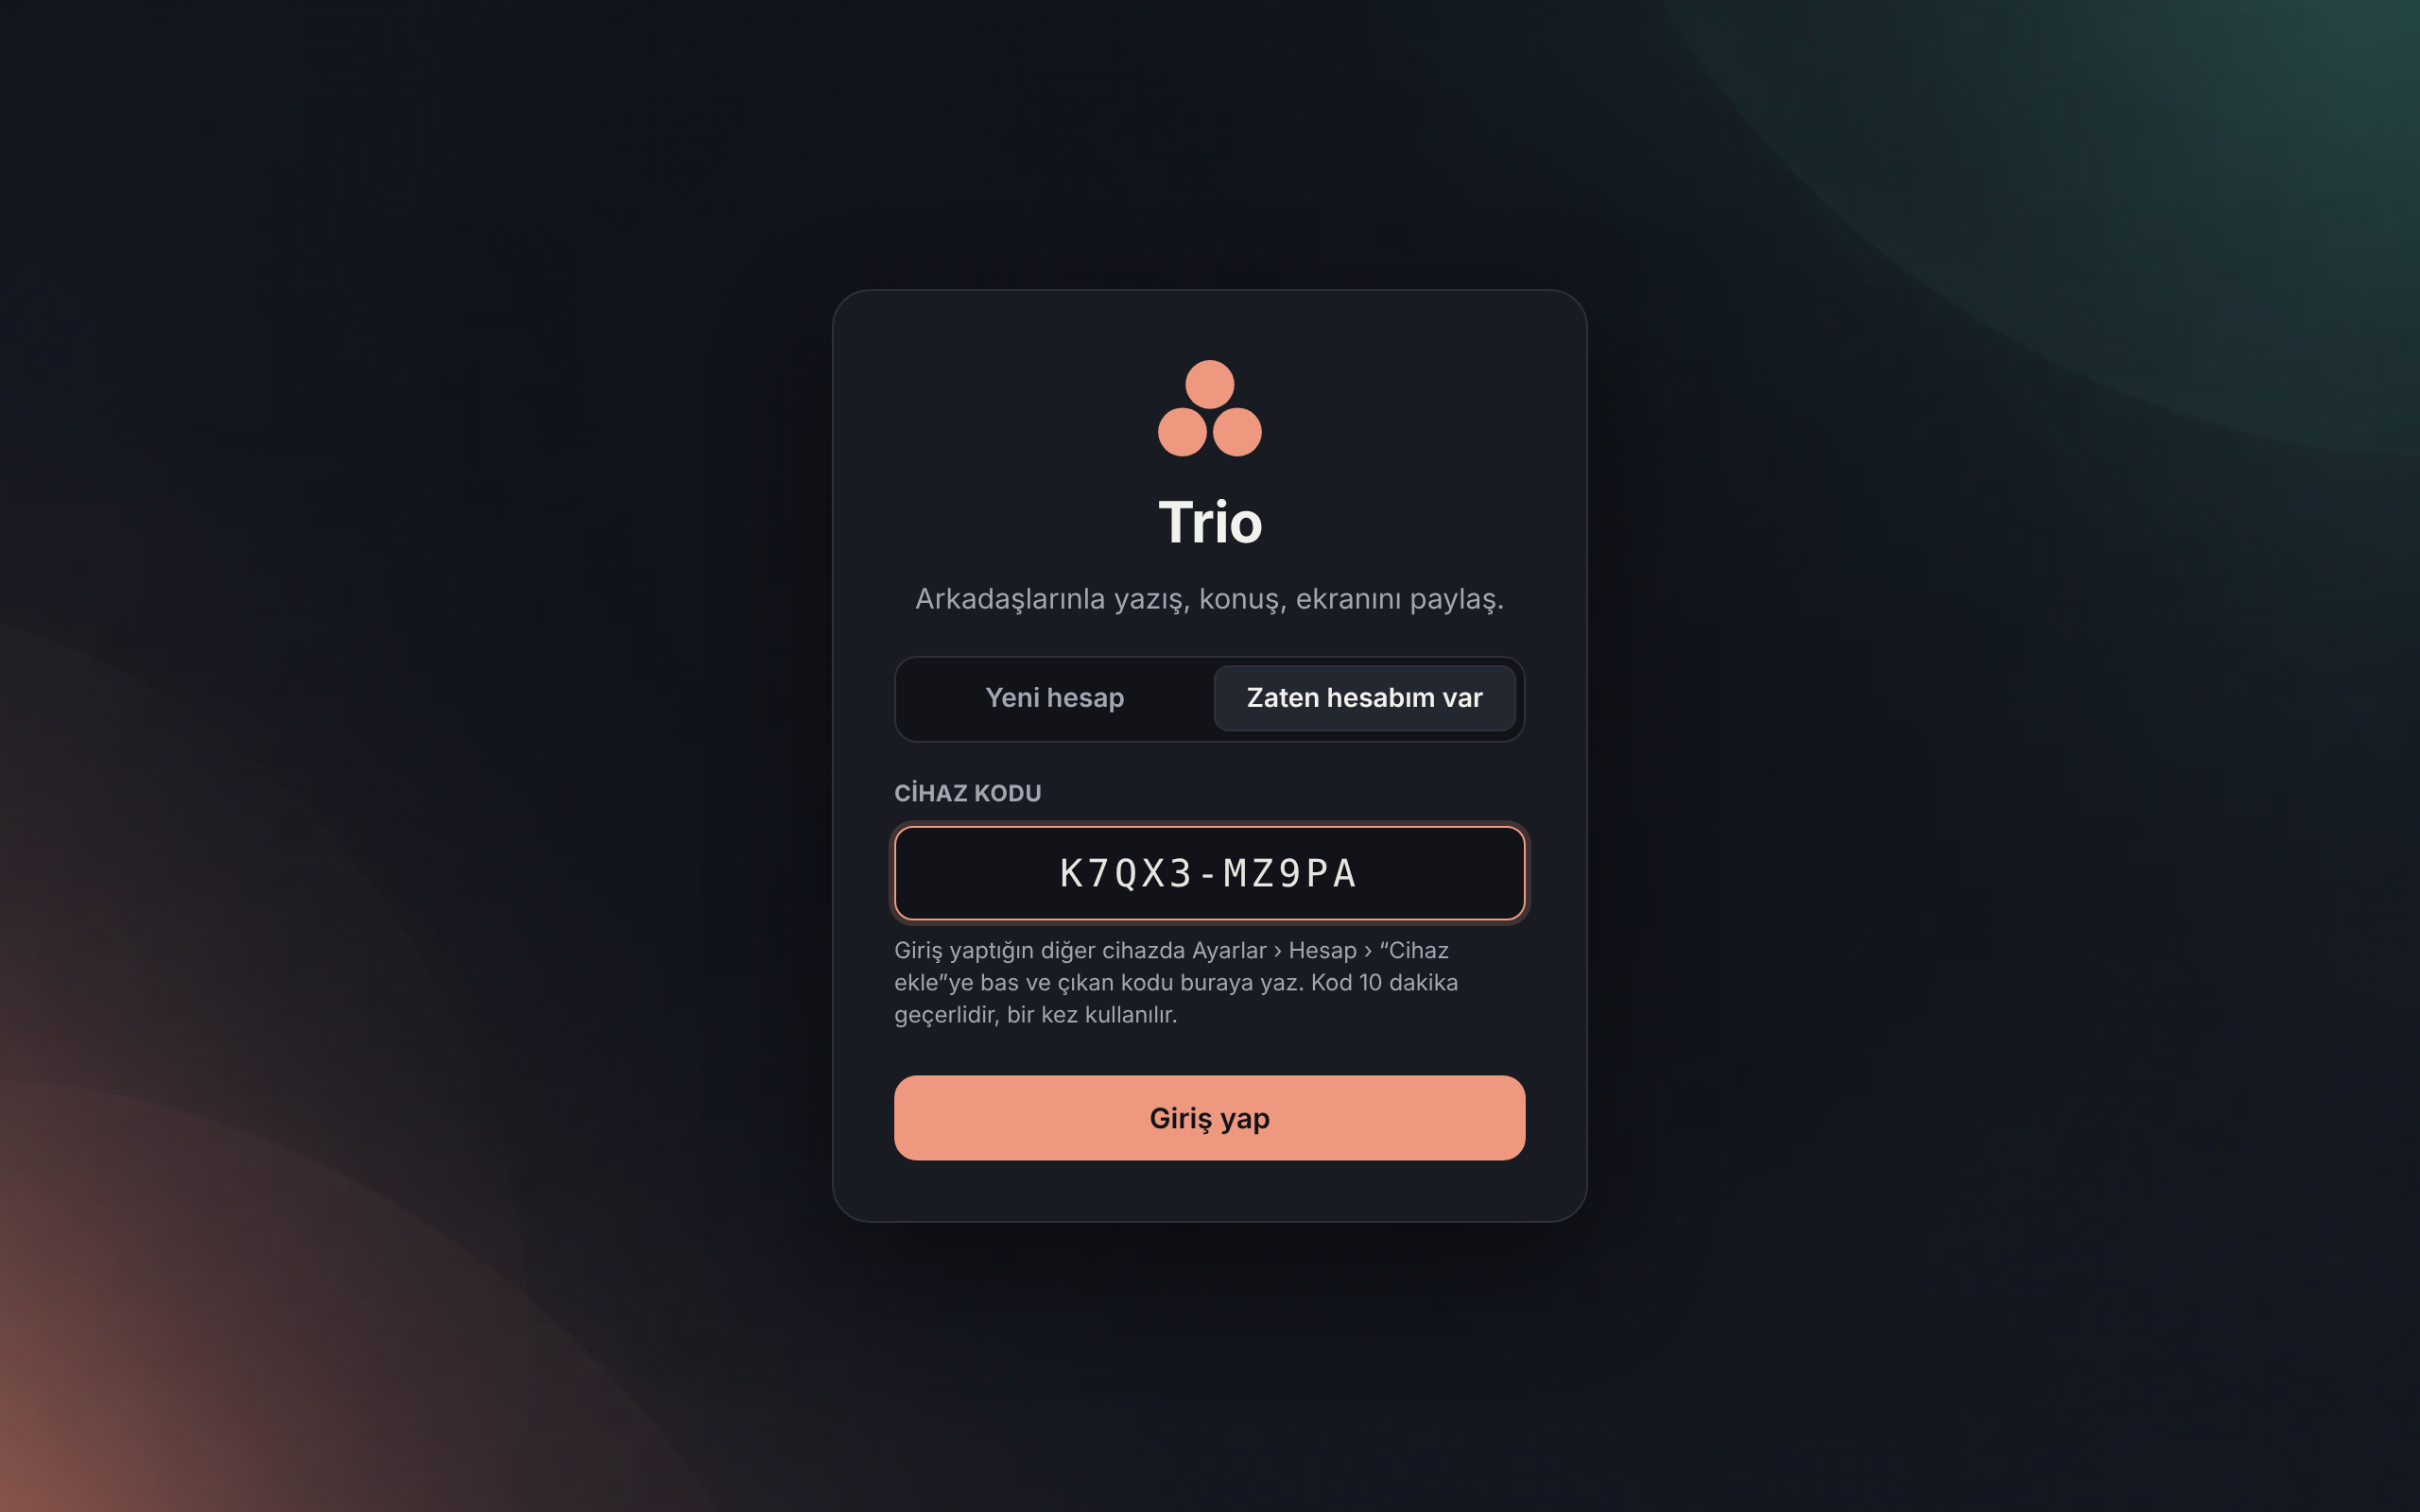 Trio
Arkadaşlarınla yazış, konuş, ekranını paylaş.
Yeni hesap
Zaten hesabım var
CİHAZ KODU
K7QX3-MZ9PA
Giriş yaptığın diğer cihazda Ayarlar › Hesap › “Cihaz
ekle”ye bas ve çıkan kodu buraya yaz. Kod 10 dakika
geçerlidir, bir kez kullanılır.
Giriş yap